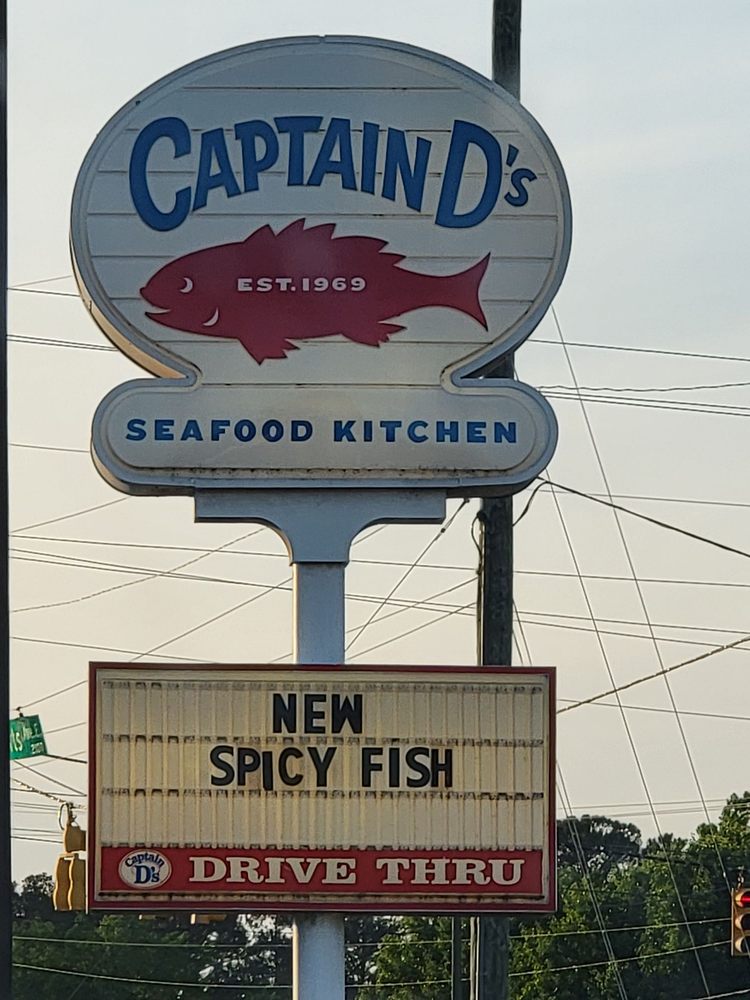 CAPTAIN D's
EST. 1969
SEAFOOD KITCHEN
NEW
SPICY FISH
Captain
D's
DRIVE THRU